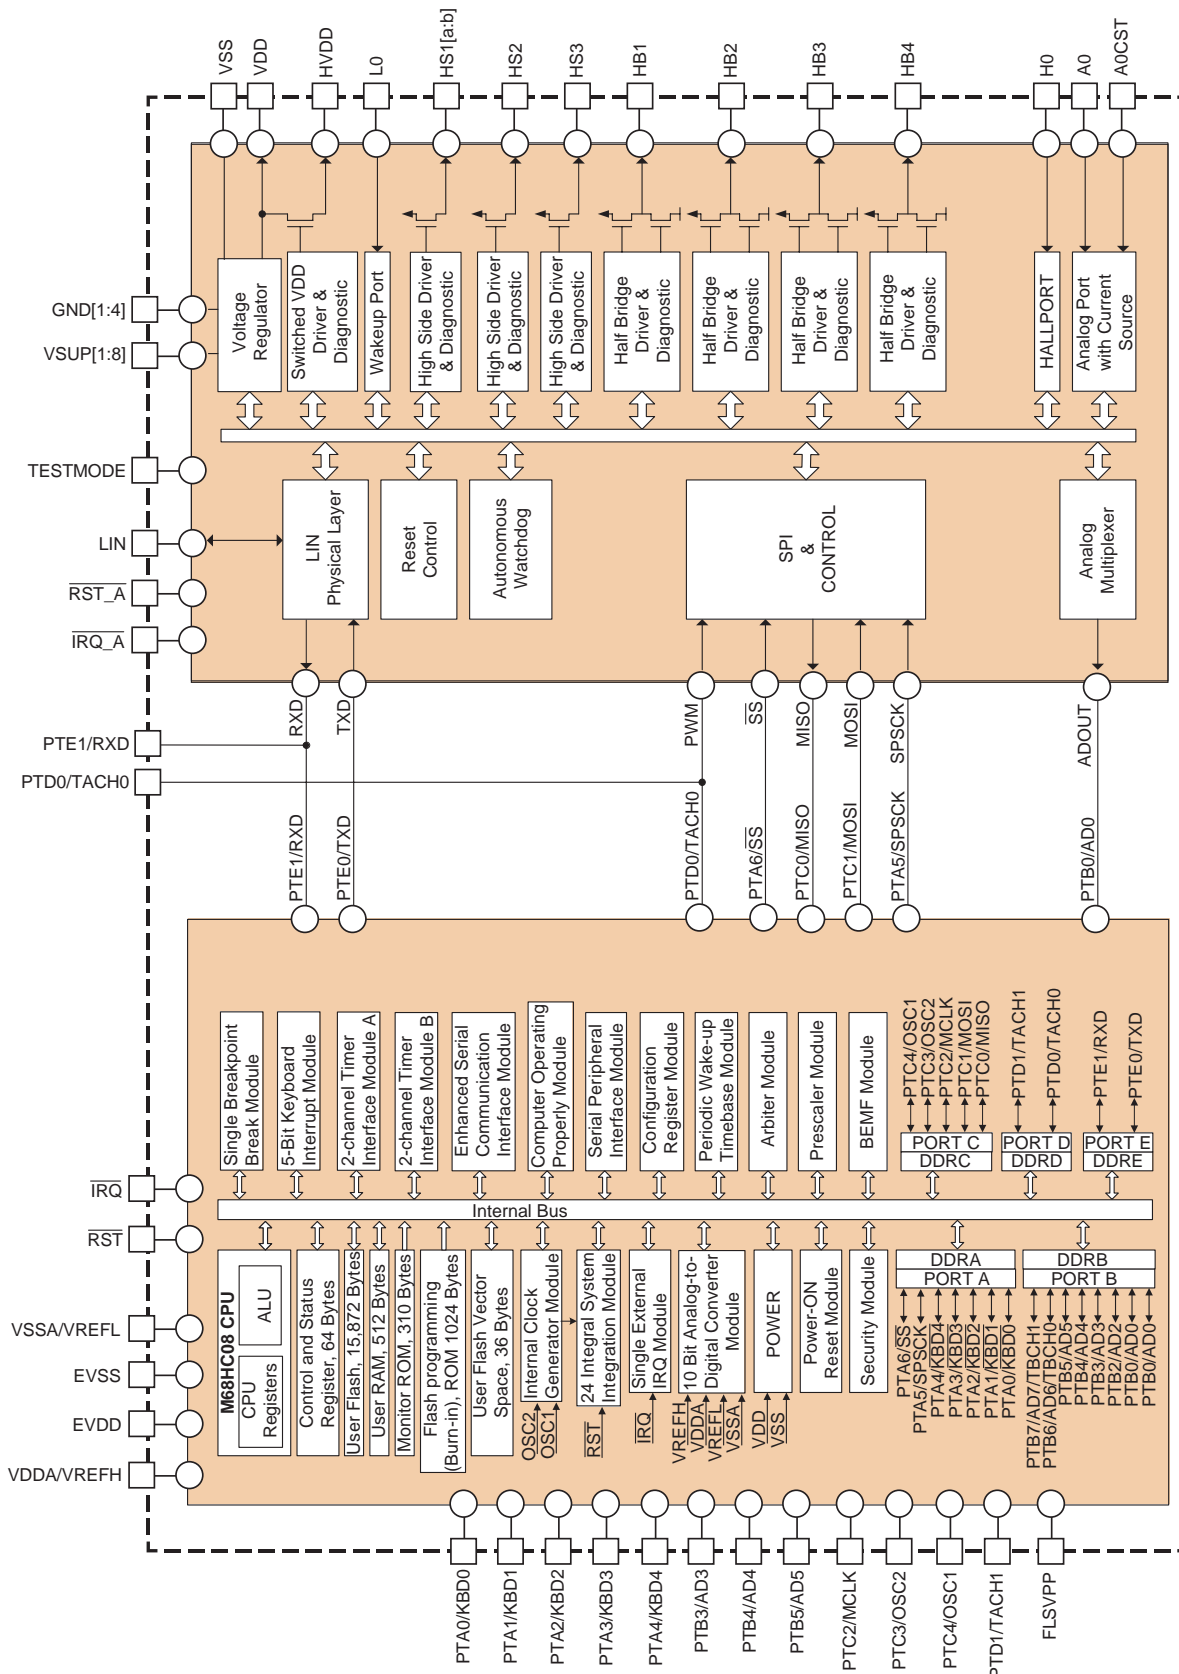 VSS
VDD
HVDD
L0
HS1[a:b]
HS2
HS3
HB1
HB2
HB3
HB4
H0
A0
A0CST
GND[1:4]
VSUP[1:8]
TESTMODE
LIN
RST_A
IRQ_A
PTE1/RXD
PTD0/TACH0
Voltage
Regulator
Switched VDD
Driver &
Diagnostic
Wakeup Port
High Side Driver
& Diagnostic
High Side Driver
& Diagnostic
High Side Driver
& Diagnostic
Half Bridge
Driver &
Diagnostic
Half Bridge
Driver &
Diagnostic
Half Bridge
Driver &
Diagnostic
Half Bridge
Driver &
Diagnostic
HALLPORT
Analog Port
with Current
Source
LIN
Physical Layer
Reset
Control
Autonomous
Watchdog
SPI
&
CONTROL
Analog
Multiplexer
RXD
TXD
PWM
SS
MISO
MOSI
SPSCK
ADOUT
PTE1/RXD
PTE0/TXD
PTD0/TACH0
PTA6/SS
PTC0/MISO
PTC1/MOSI
PTA5/SPSCK
PTB0/AD0
IRQ
RST
VSSA/VREFL
EVSS
EVDD
VDDA/VREFH
Single Breakpoint
Break Module
5-Bit Keyboard
Interrupt Module
2-channel Timer
Interface Module A
2-channel Timer
Interface Module B
Enhanced Serial
Communication
Interface Module
Computer Operating
Properly Module
Serial Peripheral
Interface Module
Configuration
Register Module
Periodic Wake-up
Timebase Module
Arbiter Module
Prescaler Module
BEMF Module
PTC4/OSC1
PTC3/OSC2
PTC2/MCLK
PTC1/MOSI
PTC0/MISO
PORT C
DDRC
PTD1/TACH1
PTD0/TACH0
PORT D
DDRD
PTE1/RXD
PTE0/TXD
PORT E
DDRE
Internal Bus
M68HC08 CPU
CPU
Registers
ALU
Control and Status
Register, 64 Bytes
User Flash, 15,872 Bytes
User RAM, 512 Bytes
Monitor ROM, 310 Bytes
Flash programming
(Burn-in), ROM 1024 Bytes
User Flash Vector
Space, 36 Bytes
OSC2
OSC1
Internal Clock
Generator Module
RST
24 Integral System
Integration Module
IRQ
Single External
IRQ Module
VREFH
VDDA
VREFL
VSSA
10 Bit Analog-to-
Digital Converter
Module
VDD
VSS
POWER
Power-ON
Reset Module
Security Module
DDRA
PORT A
PTA6/SS
PTA5/SPSCK
PTA4/KBD4
PTA3/KBD3
PTA2/KBD2
PTA1/KBD1
PTA0/KBD0
DDRB
PORT B
PTB7/AD7/TBCH1
PTB6/AD6/TBCH0
PTB5/AD5
PTB4/AD4
PTB3/AD3
PTB2/AD2
PTB0/AD0
PTB0/AD0
PTA0/KBD0
PTA1/KBD1
PTA2/KBD2
PTA3/KBD3
PTA4/KBD4
PTB3/AD3
PTB4/AD4
PTB5/AD5
PTC2/MCLK
PTC3/OSC2
PTC4/OSC1
PTD1/TACH1
FLSVPP